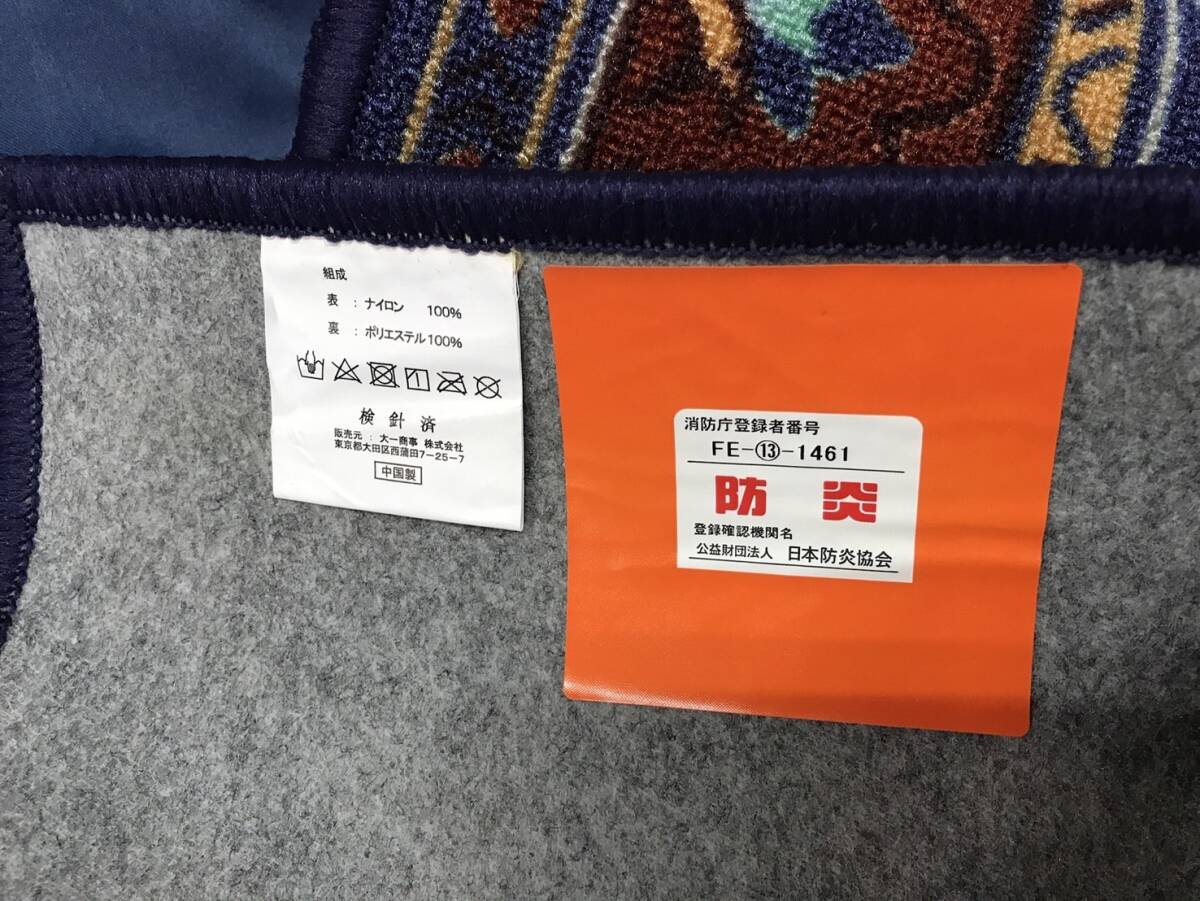 組成
表 : ナイロン 100%
裏 : ポリエステル100%
検 針 済
販売元 : 大一商事 株式会社
東京都大田区西蒲田7-25-7
中国製
消防庁登録者番号
FE-⑬-1461
防 炎
登録確認機関名
公益財団法人 日本防炎協会